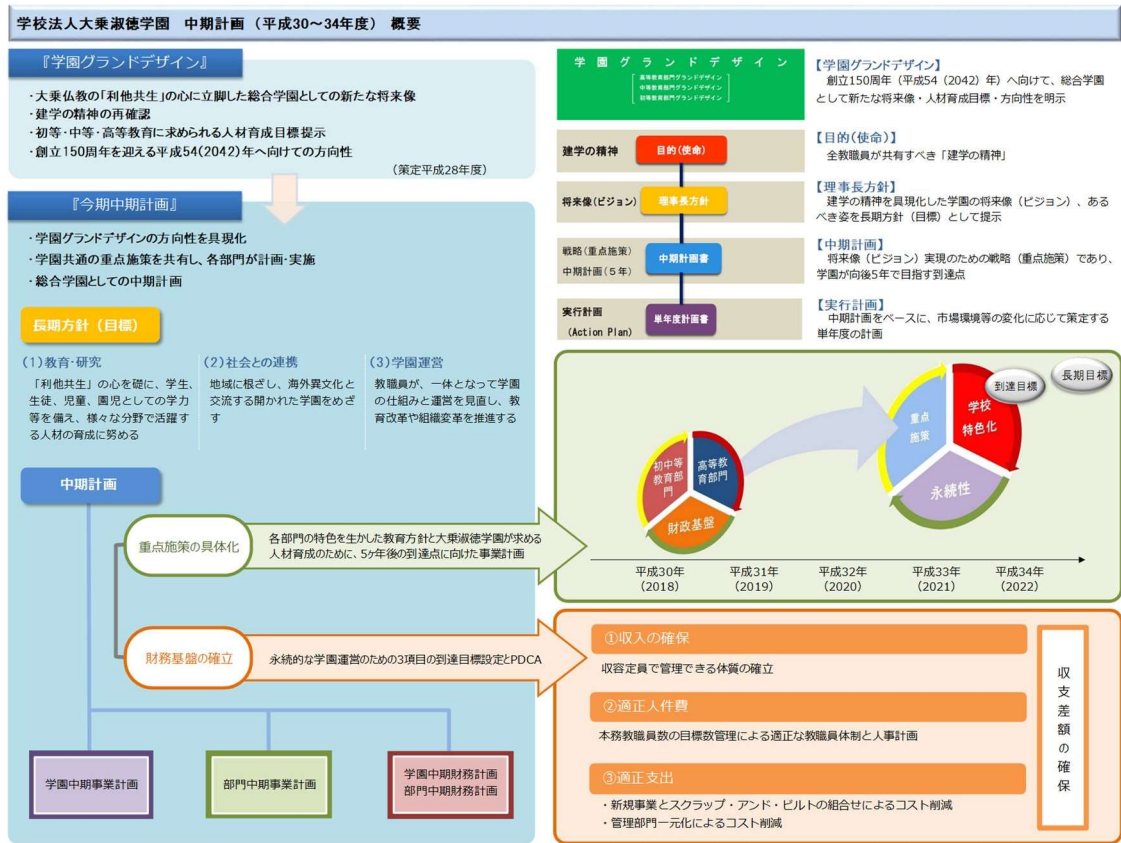 学校法人大乗淑徳学園 中期計画(平成30～34年度) 概要
『学園グランドデザイン』
・大乗仏教の「利他共生」の心に立脚した総合学園としての新たな将来像
・建学の精神の再確認
・初等・中等・高等教育に求められる人材育成目標提示
・創立150周年を迎える平成54(2042)年へ向けての方向性
(策定平成28年度)
『今期中期計画』
・学園グランドデザインの方向性を具現化
・学園共通の重点施策を共有し、各部門が計画・実施
・総合学園としての中期計画
長期方針(目標)
(1)教育・研究
「利他共生」の心を礎に、学生、
生徒、児童、園児としての学力
等を備え、様々な分野で活躍す
る人材の育成に努める
(2)社会との連携
地域に根ざし、海外異文化と
交流する開かれた学園をめざ
す
(3)学園運営
教職員が、一体となって学園
の仕組みと運営を見直し、教
育改革や組織変革を推進する
中期計画
重点施策の具体化
各部門の特色を生かした教育方針と大乗淑徳学園が求める
人材育成のために、5ヶ年後の到達点に向けた事業計画
財務基盤の確立
永続的な学園運営のための3項目の到達目標設定とPDCA
学園中期事業計画
部門中期事業計画
学園中期財務計画
部門中期財務計画
学園グランドデザイン
高等教育部門グランドデザイン
中等教育部門グランドデザイン
初等教育部門グランドデザイン
【学園グランドデザイン】
創立150周年(平成54(2042)年)へ向けて、総合学園
として新たな将来像・人材育成目標・方向性を明示
建学の精神
目的(使命)
【目的(使命)】
全教職員が共有すべき「建学の精神」
将来像(ビジョン)
理事長方針
【理事長方針】
建学の精神を具現化した学園の将来像(ビジョン)、ある
べき姿を長期方針(目標)として提示
戦略(重点施策)
中期計画(5年)
中期計画書
【中期計画】
将来像(ビジョン)実現のための戦略(重点施策)であり、
学園が向後5年で目指す到達点
実行計画
(Action Plan)
単年度計画書
【実行計画】
中期計画をベースに、市場環境等の変化に応じて策定する
単年度の計画
初中等
教育部
門
高等教
育部門
財政基盤
重点
施策
学校
特色化
永続性
到達目標
長期目標
平成30年
(2018)
平成31年
(2019)
平成32年
(2020)
平成33年
(2021)
平成34年
(2022)
①収入の確保
収容定員で管理できる体質の確立
②適正人件費
本務教職員数の目標数管理による適正な教職員体制と人事計画
③適正支出
・新規事業とスクラップ・アンド・ビルトの組合せによるコスト削減
・管理部門一元化によるコスト削減
収支差額の確保